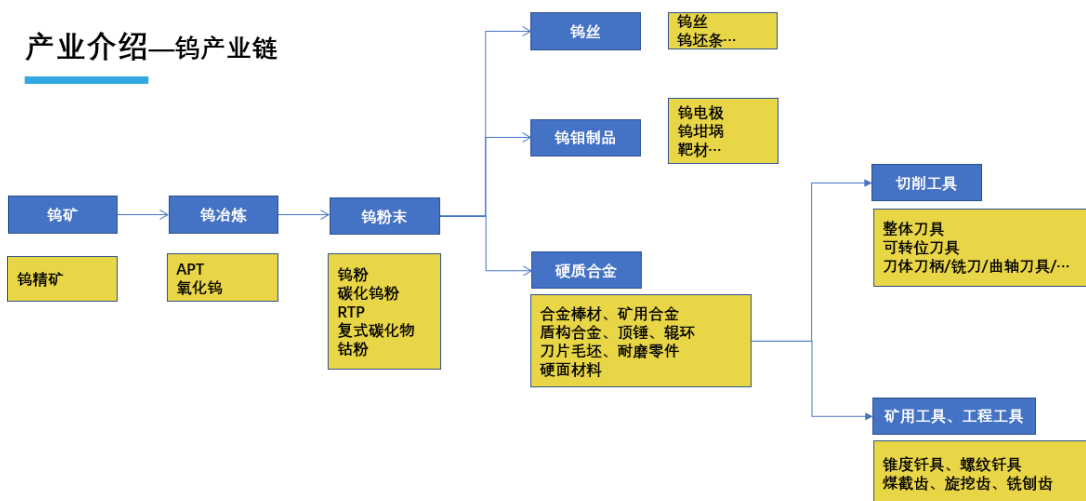 产业介绍—钨产业链
钨丝
钨丝
钨坯条…
钨钼制品
钨电极
钨坩埚
靶材…
钨矿
钨冶炼
钨粉末
钨精矿
APT
氧化钨
钨粉
碳化钨粉
RTP
复式碳化物
钴粉
硬质合金
合金棒材、矿用合金
盾构合金、顶锤、辊环
刀片毛坯、耐磨零件
硬面材料
切削工具
整体刀具
可转位刀具
刀体刀柄/铣刀/曲轴刀具/…
矿用工具、工程工具
锥度钎具、螺纹钎具
煤截齿、旋挖齿、铣刨齿